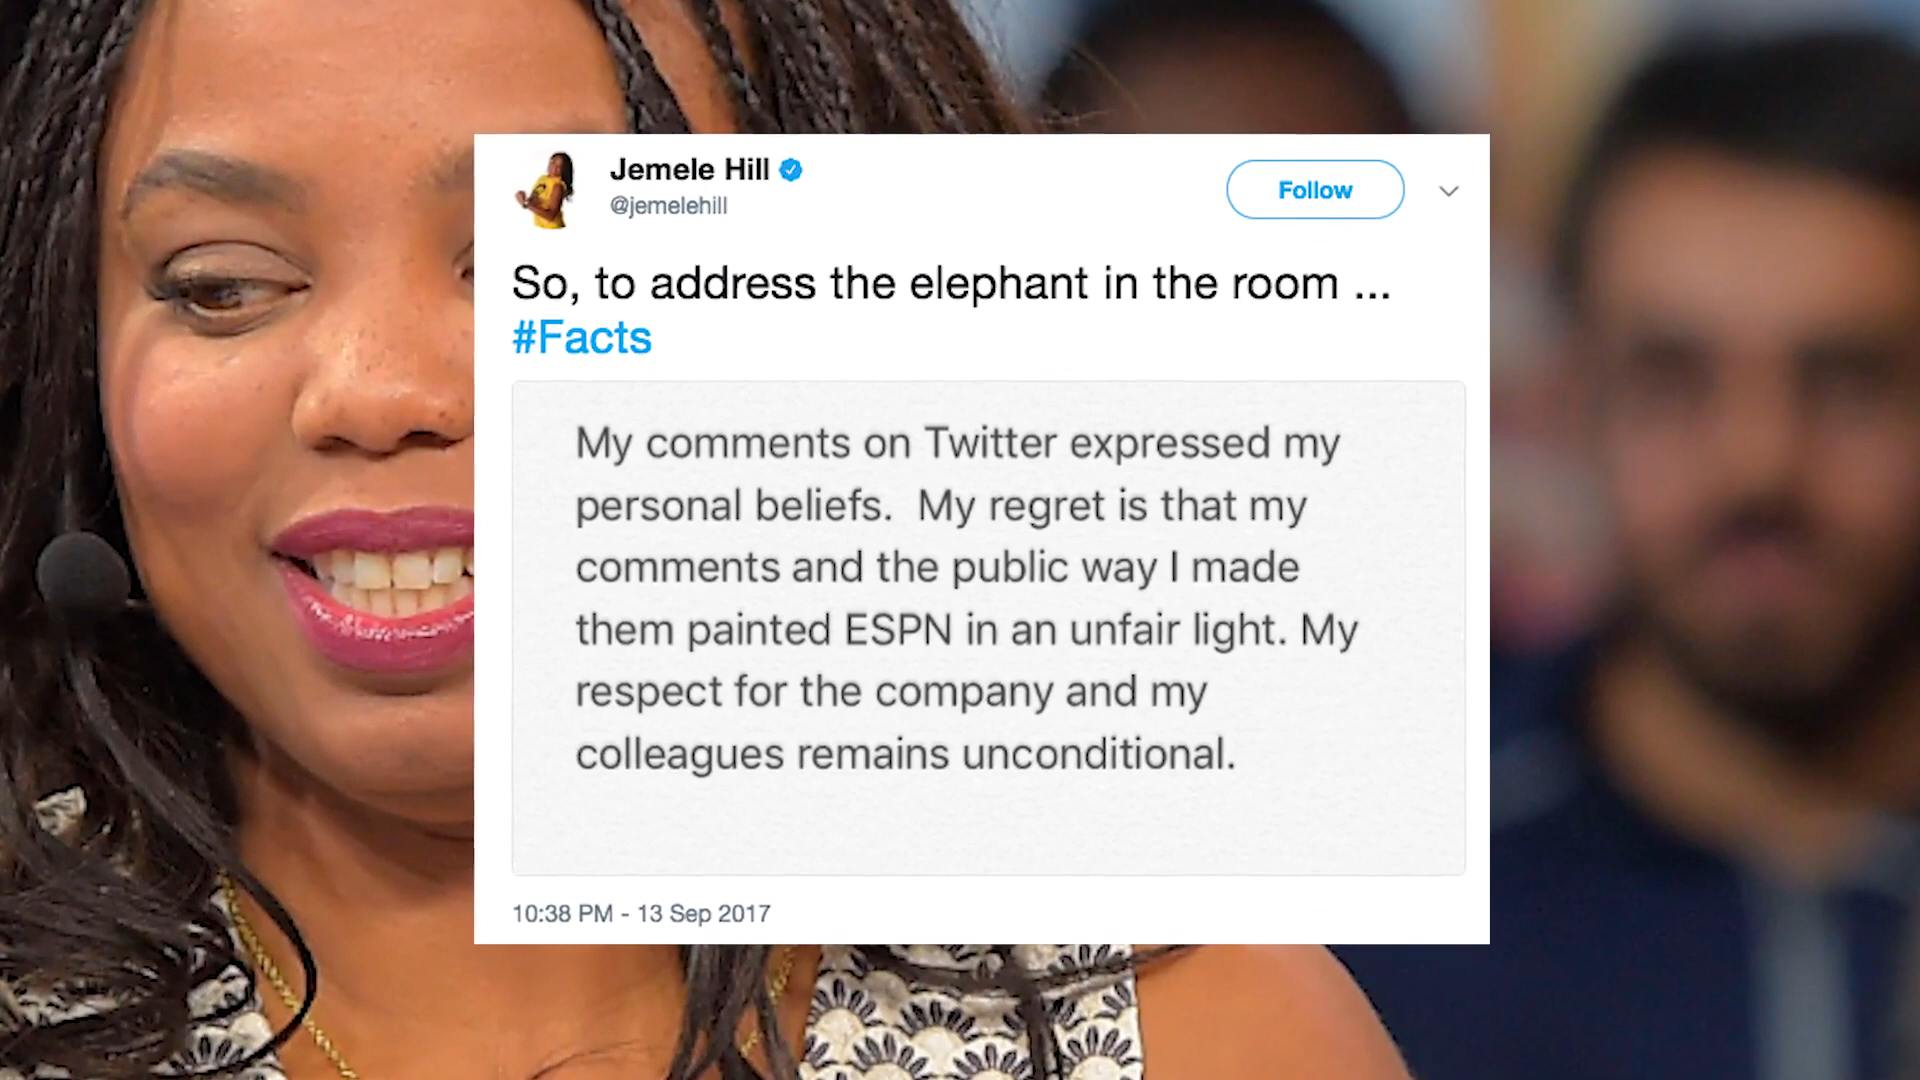 Jemele Hill
@jemelehill
Follow
So, to address the elephant in the room ...
#Facts
My comments on Twitter expressed my
personal beliefs.  My regret is that my
comments and the public way I made
them painted ESPN in an unfair light. My
respect for the company and my
colleagues remains unconditional.
10:38 PM - 13 Sep 2017